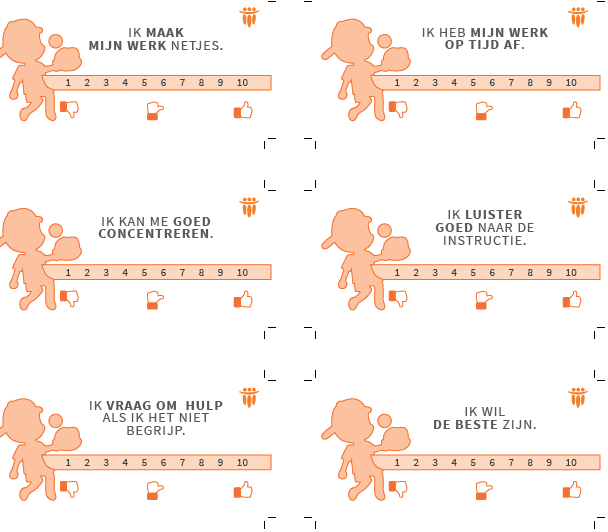 IK MAAK
MIJN WERK NETJES.
1 2 3 4 5 6 7 8 9 10
IK HEB MIJN WERK
OP TIJD AF.
1 2 3 4 5 6 7 8 9 10
IK KAN ME GOED
CONCENTREREN.
1 2 3 4 5 6 7 8 9 10
IK LUISTER
GOED NAAR DE
INSTRUCTIE.
1 2 3 4 5 6 7 8 9 10
IK VRAAG OM HULP
ALS IK HET NIET
BEGRIJP.
1 2 3 4 5 6 7 8 9 10
IK WIL
DE BESTE ZIJN.
1 2 3 4 5 6 7 8 9 10